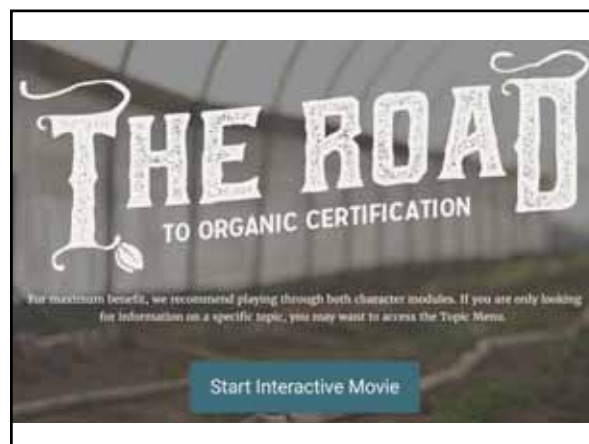 THE ROAD
TO ORGANIC CERTIFICATION
For maximum benefit, we recommend playing through both character modules. If you are only looking
for information on a specific topic, you may want to access the Topic Menu.
Start Interactive Movie